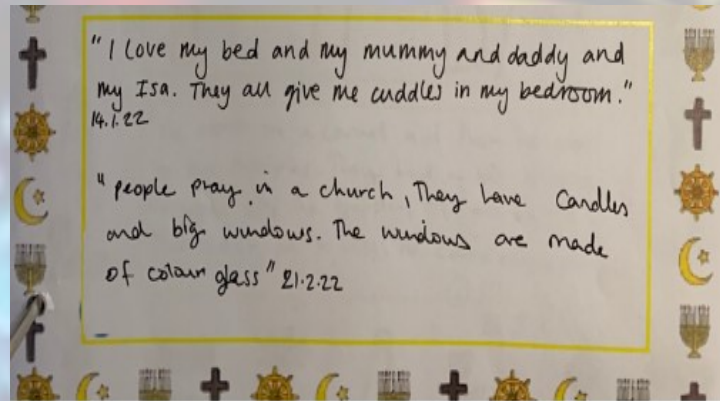 "I love my bed and my mummy and daddy and
my Isa. They all give me cuddles in my bedroom."
14.1.22
"people pray in a church, They have Candles
and big windows. The windows are made
of colour glass" 21.2.22